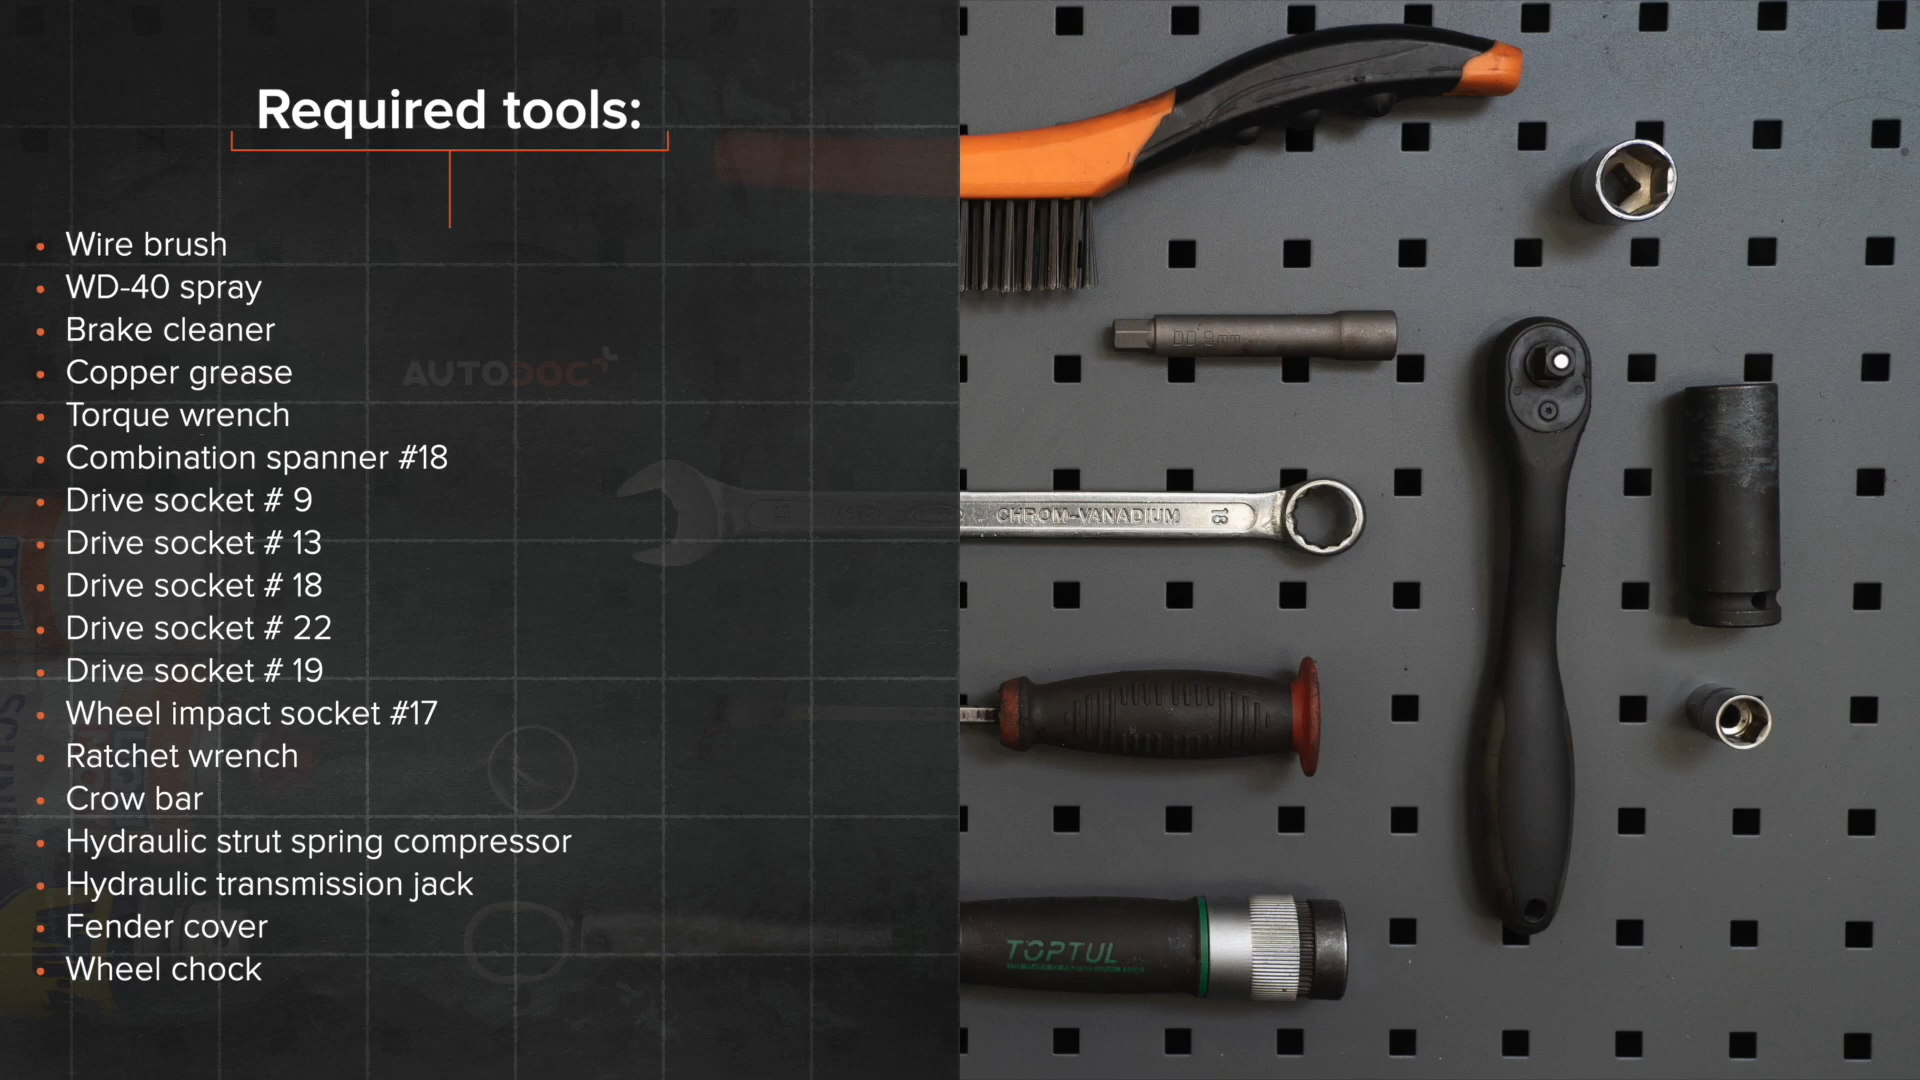 Required tools:
Wire brush
WD-40 spray
Brake cleaner
Copper grease
Torque wrench
Combination spanner #18
Drive socket # 9
Drive socket # 13
Drive socket # 18
Drive socket # 22
Drive socket # 19
Wheel impact socket #17
Ratchet wrench
Crow bar
Hydraulic strut spring compressor
Hydraulic transmission jack
Fender cover
Wheel chock
AUTODOC
9mm
CHROM-VANADIUM 18
TOPTUL